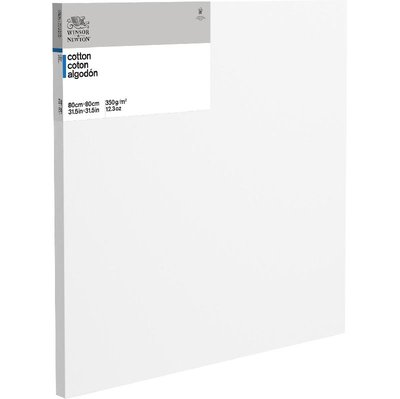 WINSOR
& NEWTON
cotton
coton
algodón
80cm×80cm 350g/m²
31.5in×31.5in 12.3oz